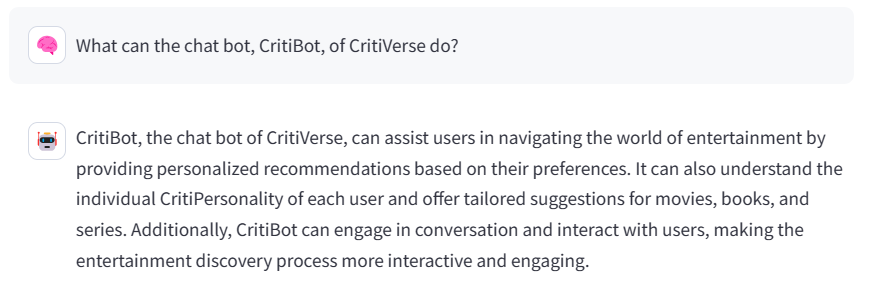 What can the chat bot, CritiBot, of CritiVerse do?
CritiBot, the chat bot of CritiVerse, can assist users in navigating the world of entertainment by
providing personalized recommendations based on their preferences. It can also understand the
individual CritiPersonality of each user and offer tailored suggestions for movies, books, and
series. Additionally, CritiBot can engage in conversation and interact with users, making the
entertainment discovery process more interactive and engaging.